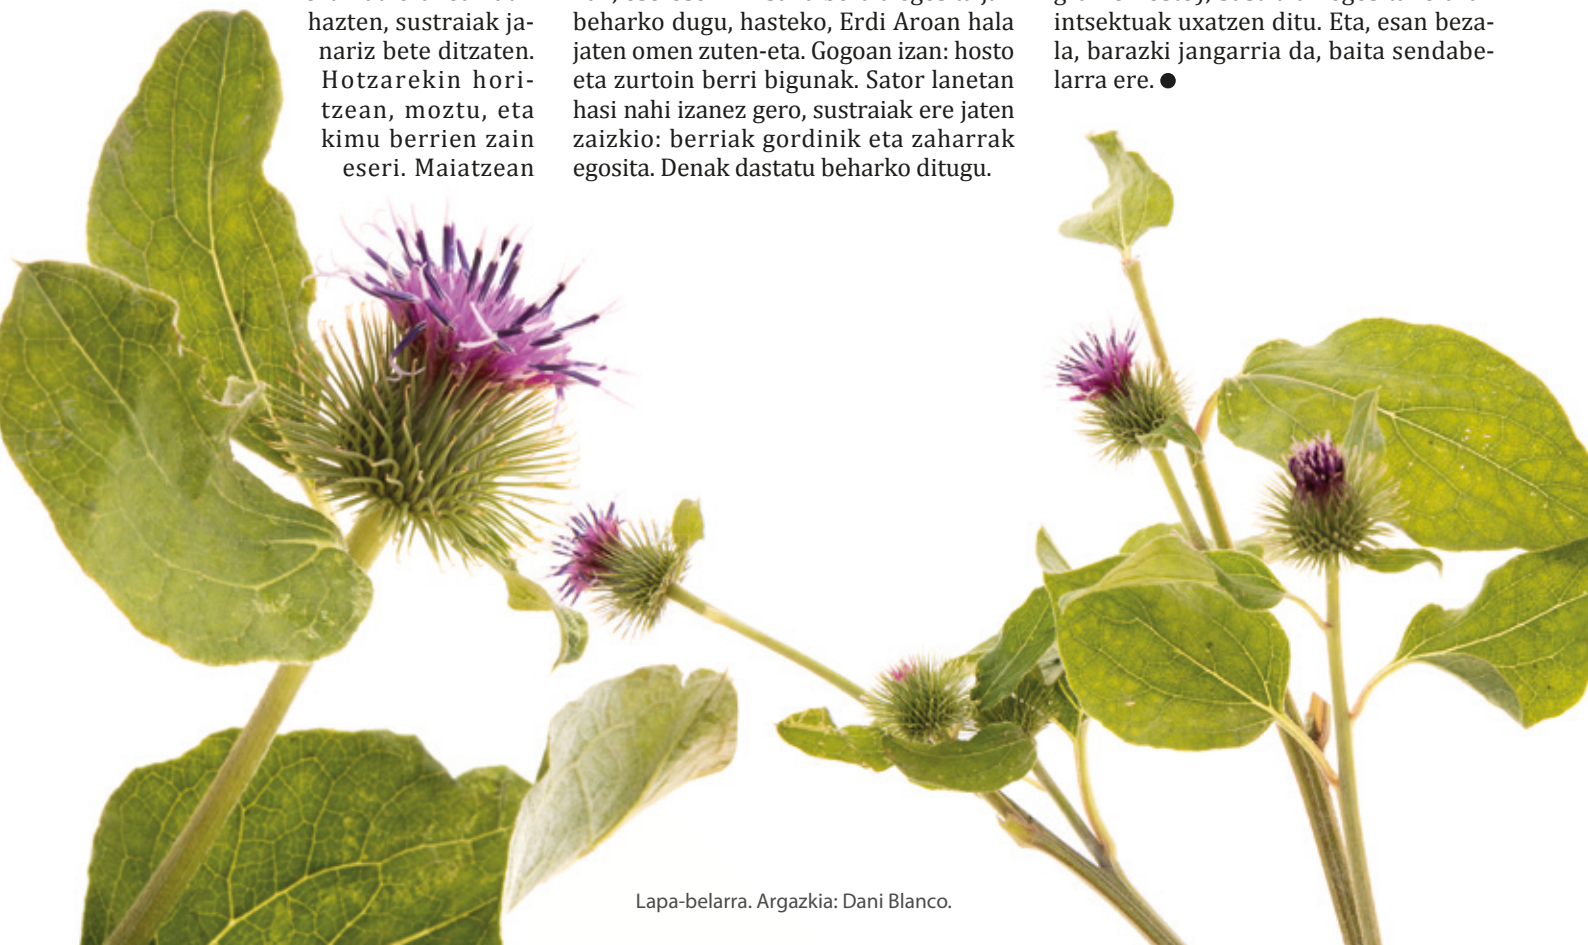 hazten, sustraiak ja-
nariz bete ditzaten.
Hotzarekin hori-
tzean, moztu, eta
kimu berrien zain
eseri. Maiatzean
beharko dugu, hasteko, Erdi Aroan hala
jaten omen zuten-eta. Gogoan izan: hosto
eta zurtoin berri bigunak. Sator lanetan
hasi nahi izanez gero, sustraiak ere jaten
zaizkio: berriak gordinik eta zaharrak
egosita. Denak dastatu beharko ditugu.
intsektuak uxatzen ditu. Eta, esan beza-
la, barazki jangarria da, baita sendabe-
larra ere. ●
Lapa-belarra. Argazkia: Dani Blanco.